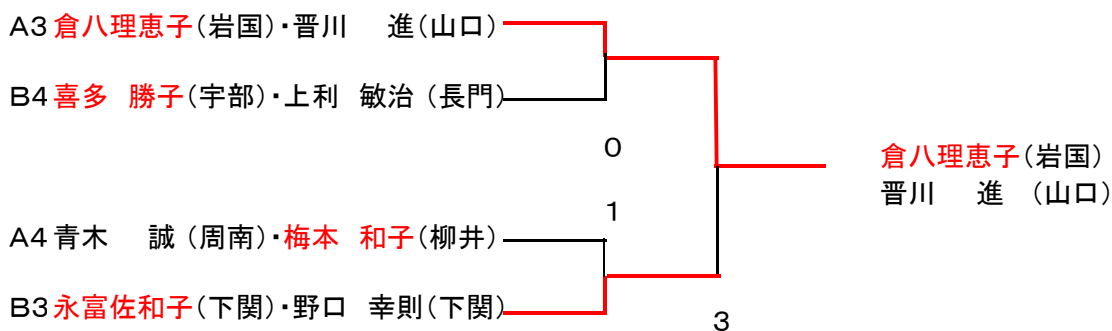 A3 倉八理恵子(岩国)・晋川　進(山口)
B4 喜多　勝子(宇部)・上利　敏治(長門)
0
倉八理恵子(岩国)
晋川　進　(山口)
1
A4 青木　誠(周南)・梅本　和子(柳井)
B3 永富佐和子(下関)・野口　幸則(下関)
3